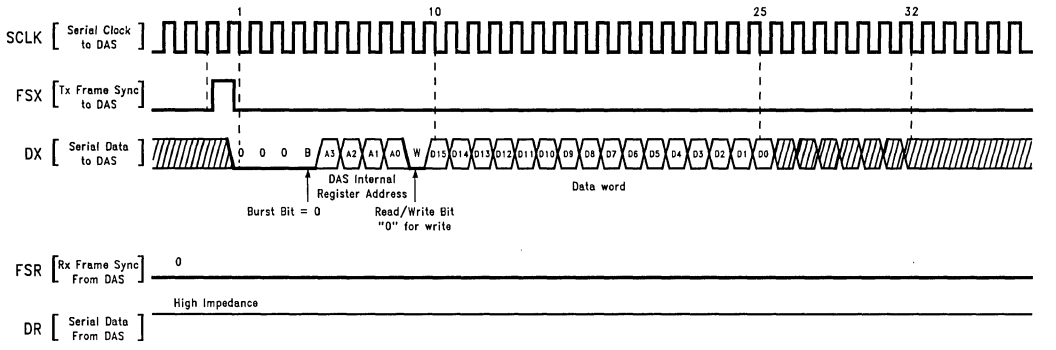 1 10 25 32
SCLK [ Serial Clock to DAS ]
FSX [ Tx Frame Sync to DAS ]
DX [ Serial Data to DAS ]
0 0 0 B A3 A2 A1 A0 W D15 D14 D13 D12 D11 D10 D9 D8 D7 D6 D5 D4 D3 D2 D1 D0
DAS Internal
Register Address
Data word
Burst Bit = 0
Read/Write Bit
"0" for write
FSR [ Rx Frame Sync From DAS ]
0
High Impedance
DR [ Serial Data From DAS ]